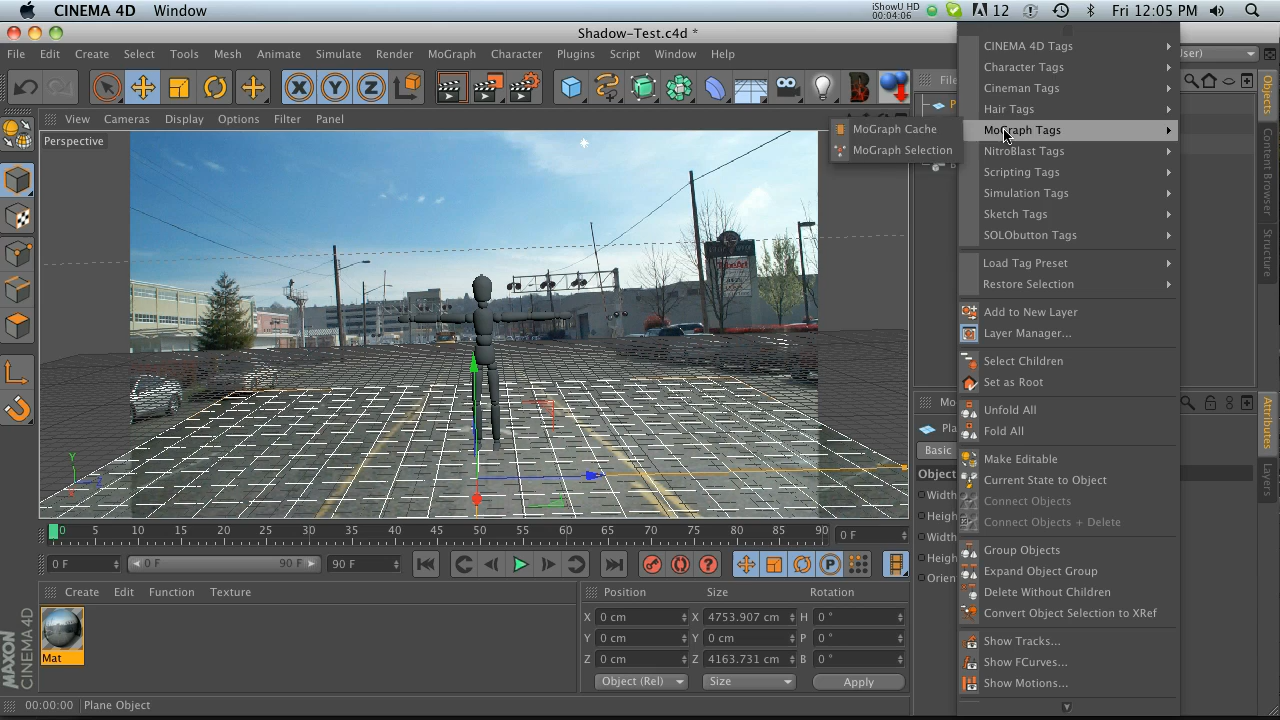 CINEMA 4D Window
iShowU HD
00:04:06
12
Fri 12:05 PM
Shadow-Test.c4d *
File Edit Create Select Tools Mesh Animate Simulate Render MoGraph Character Plugins Script Window Help
X Y Z
View Cameras Display Options Filter Panel
Perspective
MoGraph Cache
MoGraph Selection
CINEMA 4D Tags
Character Tags
Cineman Tags
Hair Tags
MoGraph Tags
NitroBlast Tags
Scripting Tags
Simulation Tags
Sketch Tags
SOLObutton Tags
Load Tag Preset
Restore Selection
Add to New Layer
Layer Manager...
Select Children
Set as Root
Unfold All
Fold All
Make Editable
Current State to Object
Connect Objects
Connect Objects + Delete
Group Objects
Expand Object Group
Delete Without Children
Convert Object Selection to XRef
Show Tracks...
Show FCurves...
Show Motions...
Objects
Content Browser
Structure
Attributes
Layers
Basic
Object
Width
Heigh
Width
Heigh
Orien
Y
0 5 10 15 20 25 30 35 40 45 50 55 60 65 70 75 80 85 90 0 F
0 F 0 F 90 F 90 F
Create Edit Function Texture
Mat
Position Size Rotation
X 0 cm X 4753.907 cm H 0 °
Y 0 cm Y 0 cm P 0 °
Z 0 cm Z 4163.731 cm B 0 °
Object (Rel) Size Apply
MAXON
CINEMA 4D
00:00:00 Plane Object